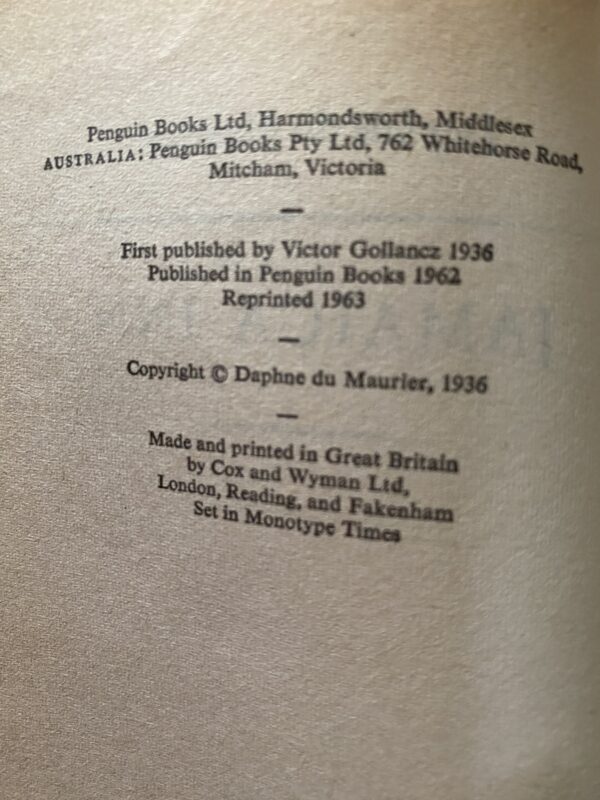 Penguin Books Ltd, Harmondsworth, Middlesex
AUSTRALIA: Penguin Books Pty Ltd, 762 Whitehorse Road,
Mitcham, Victoria
—
First published by Victor Gollancz 1936
Published in Penguin Books 1962
Reprinted 1963
—
Copyright © Daphne du Maurier, 1936
—
Made and printed in Great Britain
by Cox and Wyman Ltd,
London, Reading, and Fakenham
Set in Monotype Times